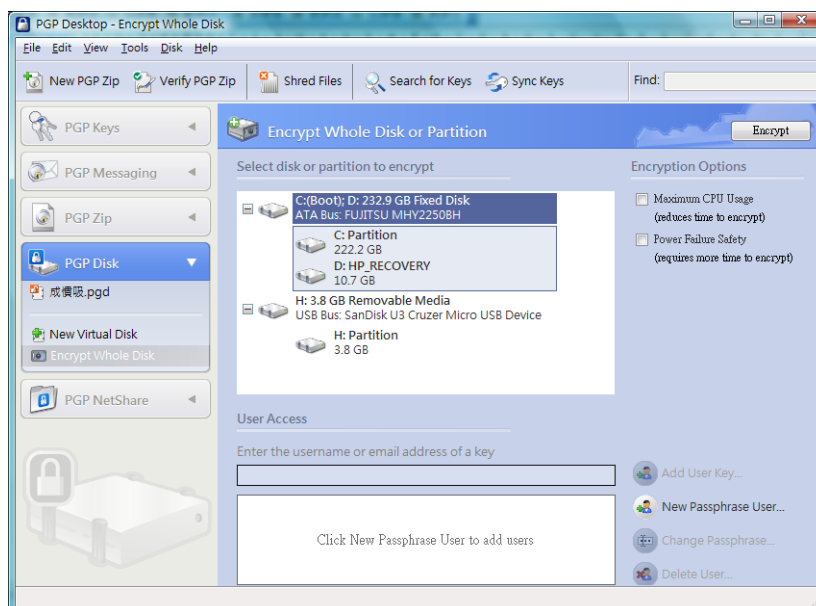 PGP Desktop - Encrypt Whole Disk
File Edit View Tools Disk Help
New PGP Zip Verify PGP Zip Shred Files Search for Keys Sync Keys Find:
PGP Keys
PGP Messaging
PGP Zip
PGP Disk
成價吸.pgd
New Virtual Disk
Encrypt Whole Disk
PGP NetShare
Encrypt Whole Disk or Partition
Encrypt
Select disk or partition to encrypt
C:(Boot); D: 232.9 GB Fixed Disk
ATA Bus: FUJITSU MHY2250BH
C: Partition
222.2 GB
D: HP_RECOVERY
10.7 GB
H: 3.8 GB Removable Media
USB Bus: SanDisk U3 Cruzer Micro USB Device
H: Partition
3.8 GB
Encryption Options
Maximum CPU Usage
(reduces time to encrypt)
Power Failure Safety
(requires more time to encrypt)
User Access
Enter the username or email address of a key
Click New Passphrase User to add users
Add User Key...
New Passphrase User...
Change Passphrase...
Delete User...